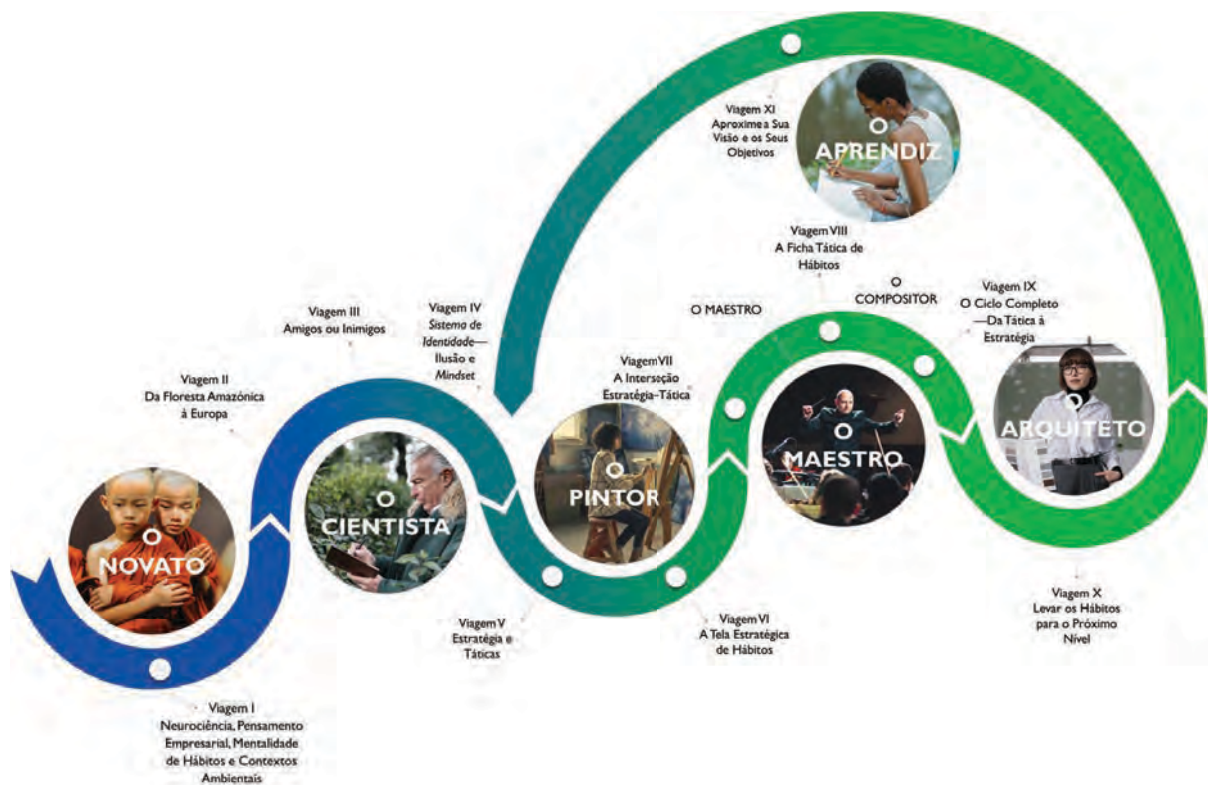 Viagem I
Neurociência, Pensamento
Empresarial, Mentalidade
de Hábitos e Contextos
Ambientais
O
NOVATO
Viagem II
Da Floresta Amazónica
à Europa
Viagem III
Amigos ou Inimigos
O
CIENTISTA
Viagem IV
Sistema de
Identidade—
Ilusão e
Mindset
Viagem V
Estratégia e
Táticas
O
PINTOR
Viagem VI
A Tela Estratégica
de Hábitos
Viagem VII
A Interseção
Estratégia-Tática
O MAESTRO
O
MAESTRO
Viagem VIII
A Ficha Tática de
Hábitos
O
COMPOSITOR
Viagem IX
O Ciclo Completo
—Da Tática à
Estratégia
O
ARQUITETO
Viagem X
Levar os Hábitos
para o Próximo
Nível
Viagem XI
Aproxime a Sua
Visão e os Seus
Objetivos
O
APRENDIZ